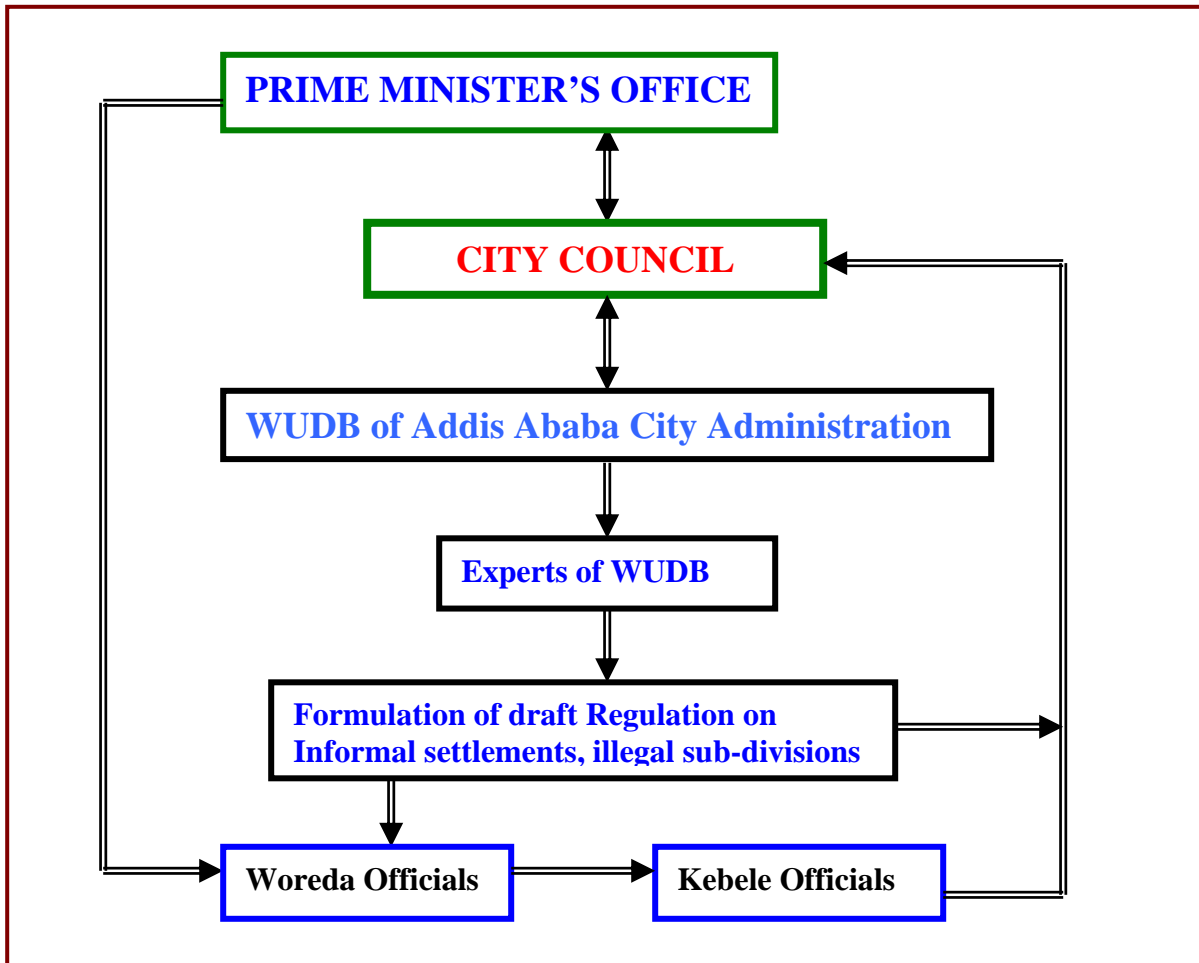 PRIME MINISTER’S OFFICE
CITY COUNCIL
WUDB of Addis Ababa City Administration
Experts of WUDB
Formulation of draft Regulation on
Informal settlements, illegal sub-divisions
Woreda Officials
Kebele Officials